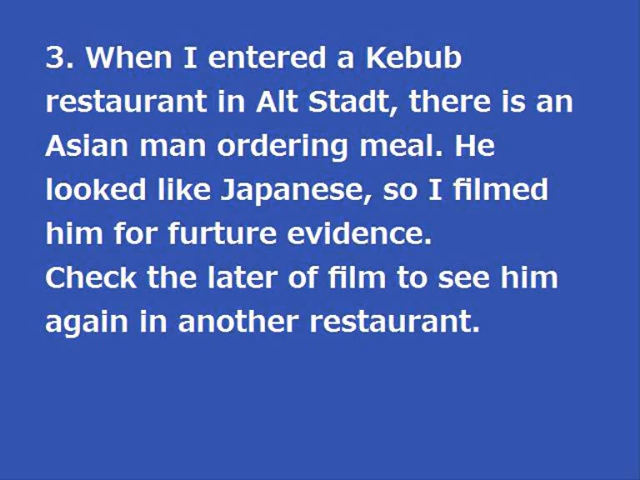 3. When I entered a Kebub
restaurant in Alt Stadt, there is an
Asian man ordering meal. He
looked like Japanese, so I filmed
him for furture evidence.
Check the later of film to see him
again in another restaurant.